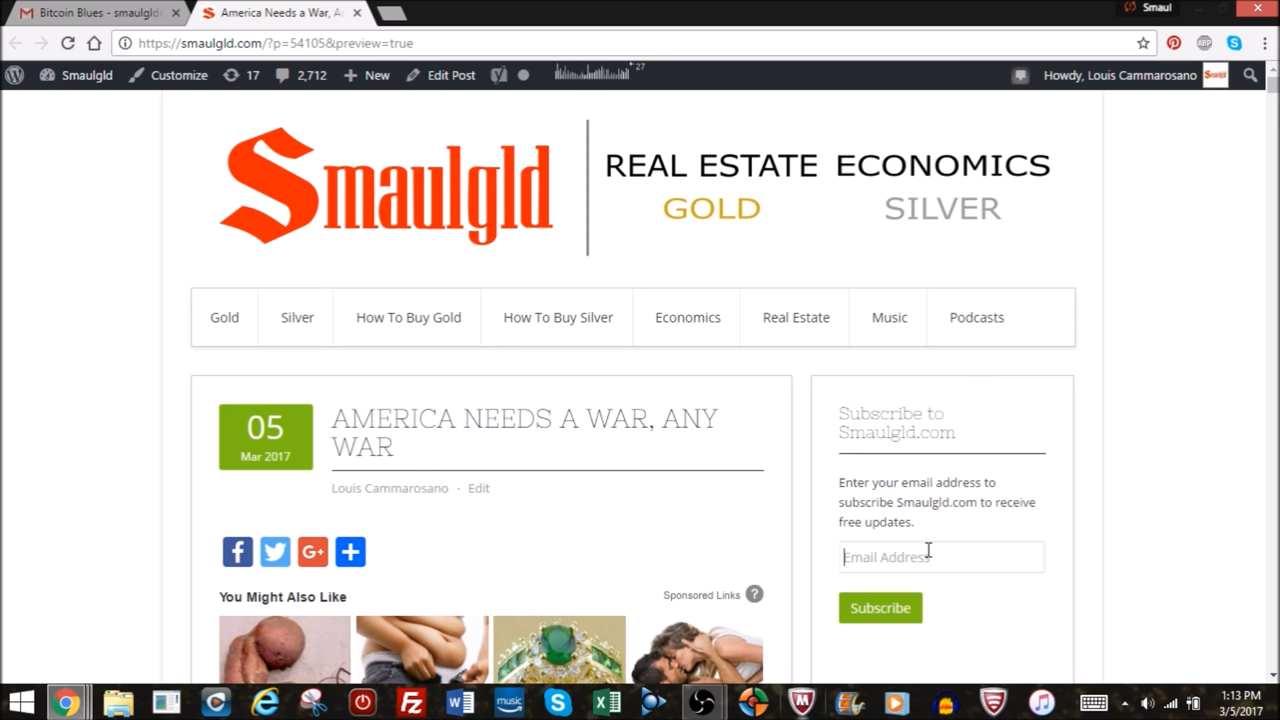 Bitcoin Blues - smaulgld
America Needs a War, A
Smaul
https://smaulgld.com/?p=54105&preview=true
ABP
Smaulgld
Customize
17
2,712
New
Edit Post
27
Howdy, Louis Cammarosano
Smaulgld
REAL ESTATE ECONOMICS
GOLD SILVER
Gold
Silver
How To Buy Gold
How To Buy Silver
Economics
Real Estate
Music
Podcasts
05
Mar 2017
AMERICA NEEDS A WAR, ANY
WAR
Louis Cammarosano · Edit
G+
You Might Also Like
Sponsored Links ?
Subscribe to
Smaulgld.com
Enter your email address to
subscribe Smaulgld.com to receive
free updates.
Email Address
Subscribe
music
1:13 PM
3/5/2017